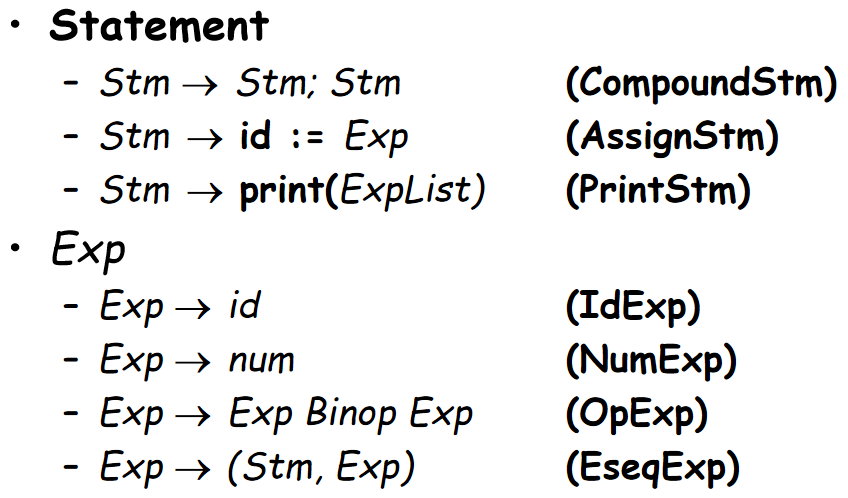 • Statement
– Stm → Stm; Stm (CompoundStm)
– Stm → id := Exp (AssignStm)
– Stm → print(ExpList) (PrintStm)
• Exp
– Exp → id (IdExp)
– Exp → num (NumExp)
– Exp → Exp Binop Exp (OpExp)
– Exp → (Stm, Exp) (EseqExp)